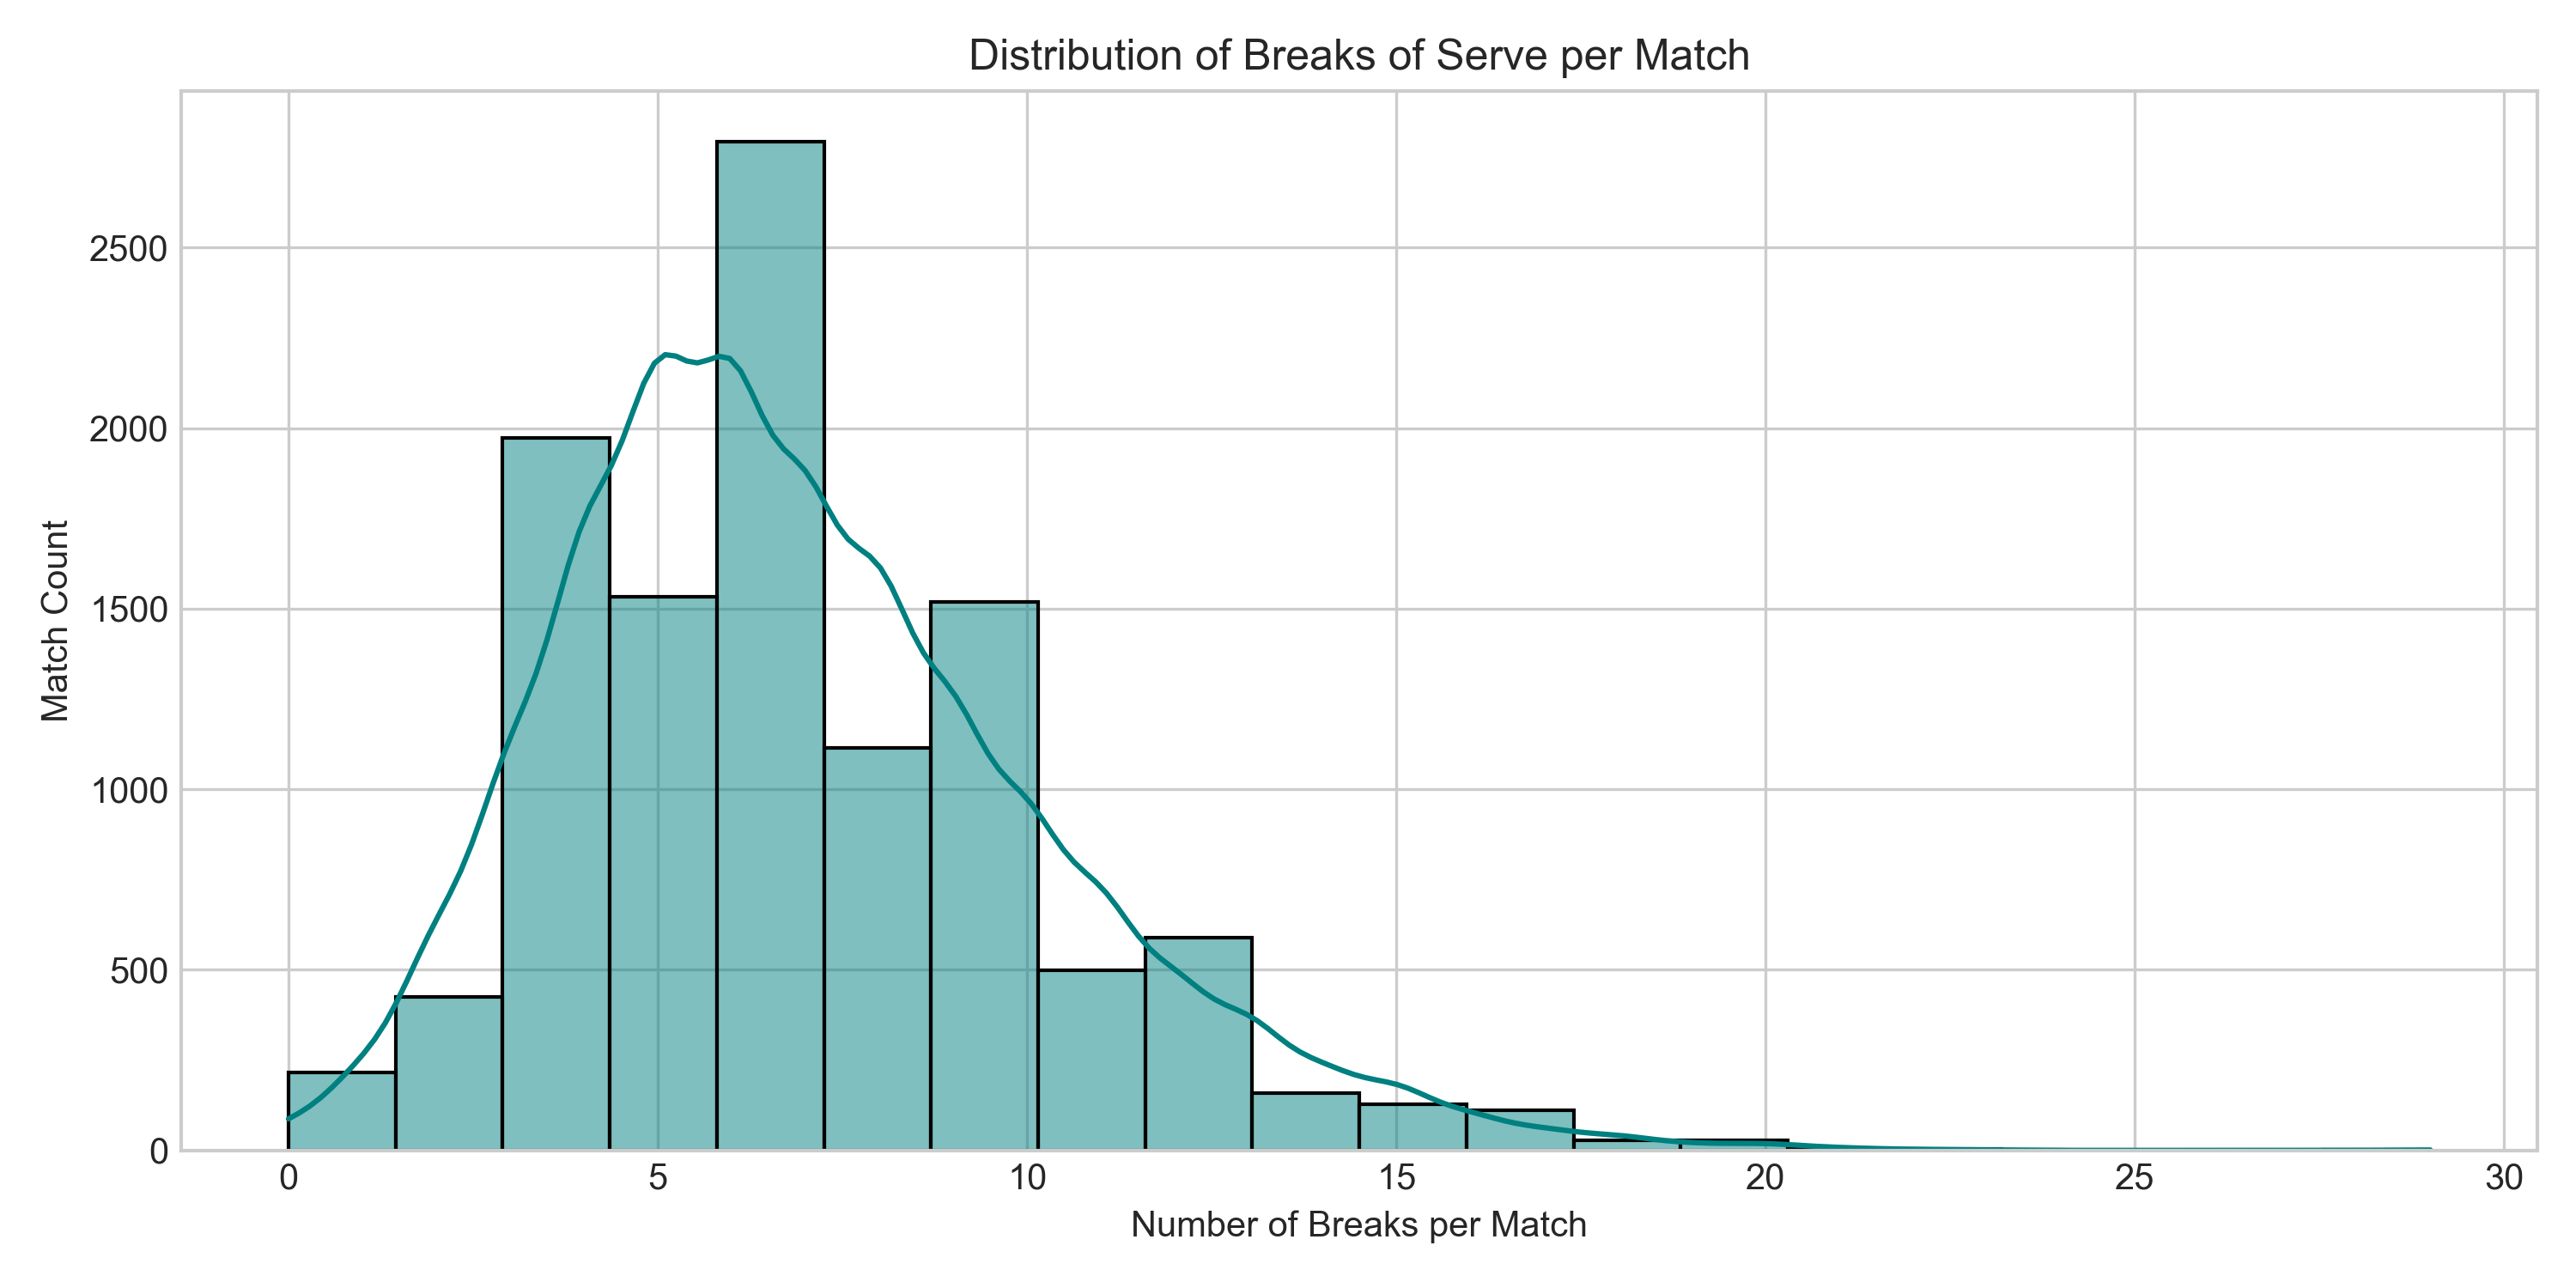 Distribution of Breaks of Serve per Match
Match Count
2500
2000
1500
1000
500
0
0 5 10 15 20 25 30
Number of Breaks per Match